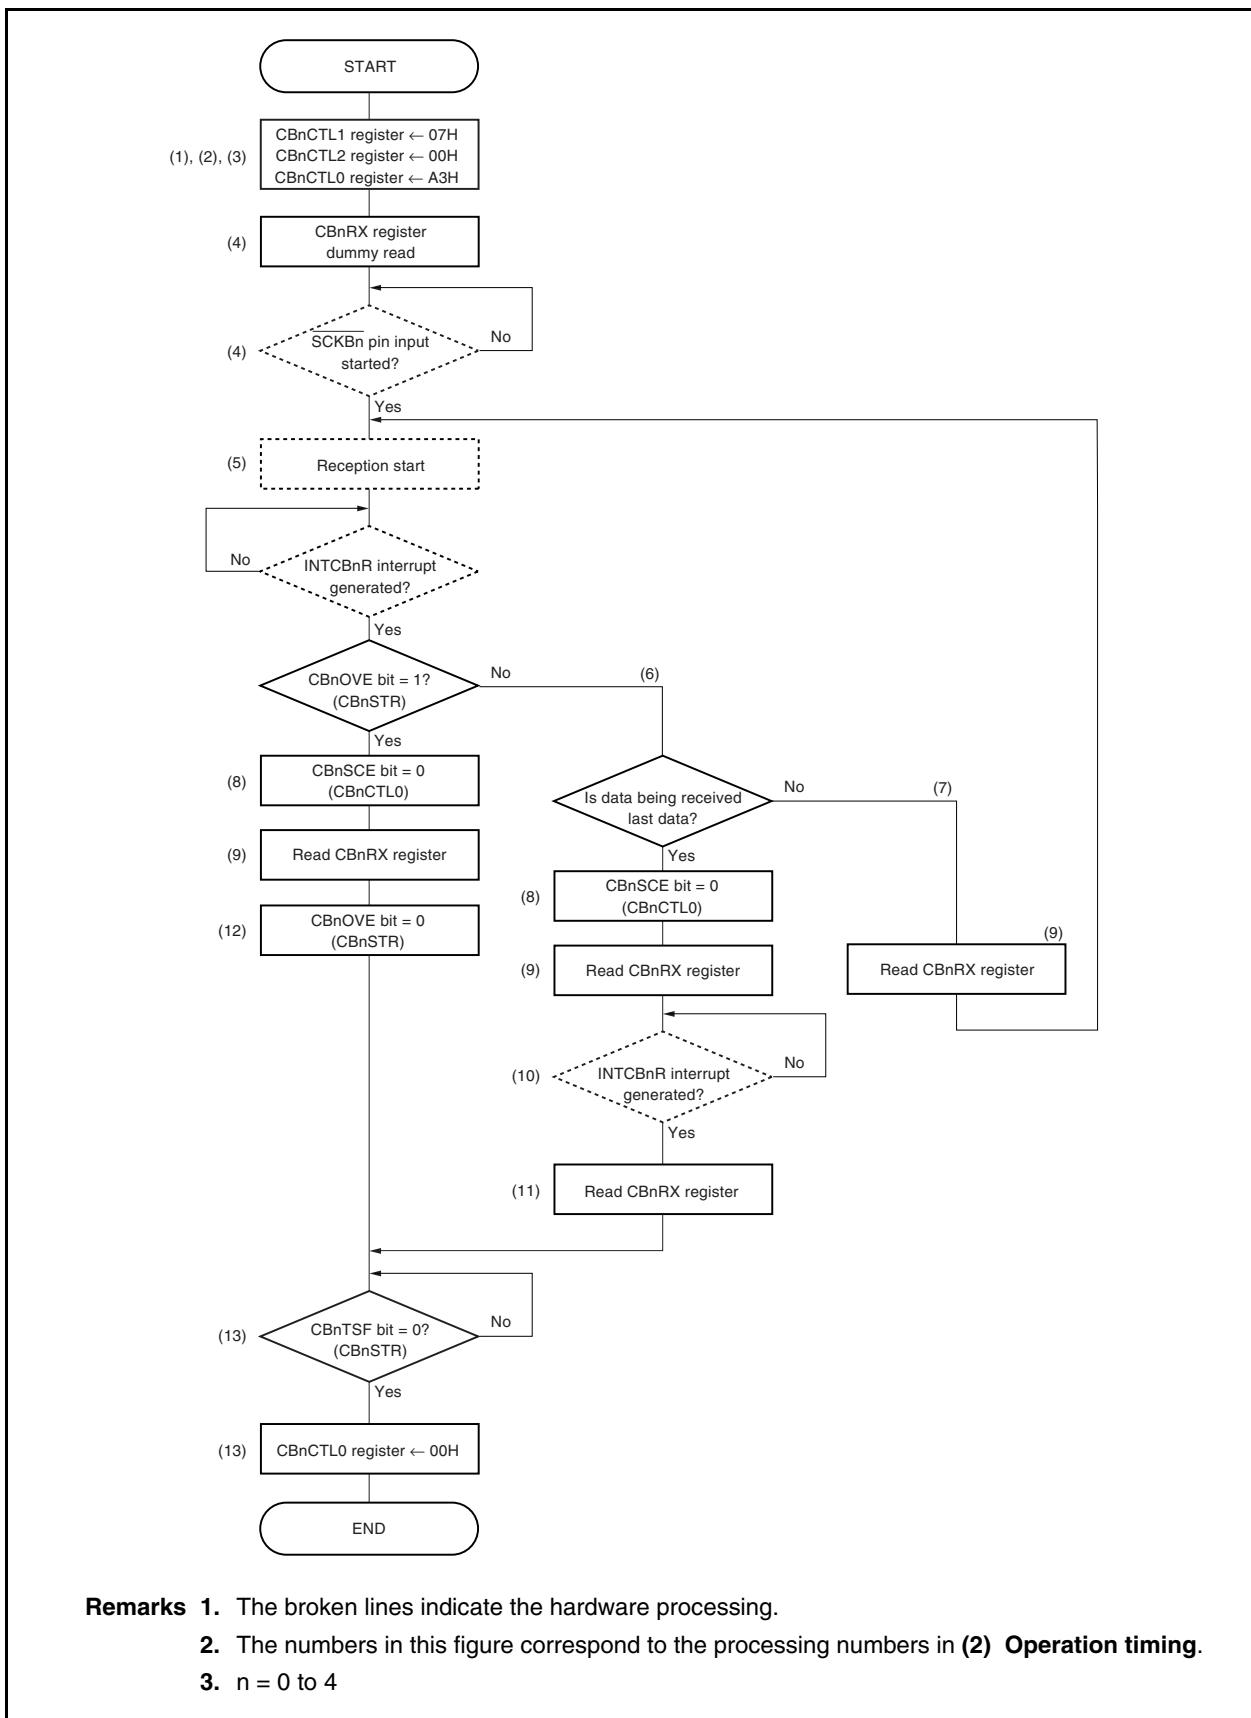 START
(1), (2), (3)
CBnCTL1 register ← 07H
CBnCTL2 register ← 00H
CBnCTL0 register ← A3H
(4)
CBnRX register
dummy read
(4)
SCKBn pin input
started?
No
Yes
(5)
Reception start
No
INTCBnR interrupt
generated?
Yes
CBnOVE bit = 1?
(CBnSTR)
No
(6)
Yes
(8)
CBnSCE bit = 0
(CBnCTL0)
Is data being received
last data?
No
(7)
Yes
(9)
Read CBnRX register
(8)
CBnSCE bit = 0
(CBnCTL0)
(12)
CBnOVE bit = 0
(CBnSTR)
(9)
Read CBnRX register
(9)
Read CBnRX register
(10)
INTCBnR interrupt
generated?
No
Yes
(11)
Read CBnRX register
(13)
CBnTSF bit = 0?
(CBnSTR)
No
Yes
(13)
CBnCTL0 register ← 00H
END
Remarks 1. The broken lines indicate the hardware processing.
2. The numbers in this figure correspond to the processing numbers in (2) Operation timing.
3. n = 0 to 4